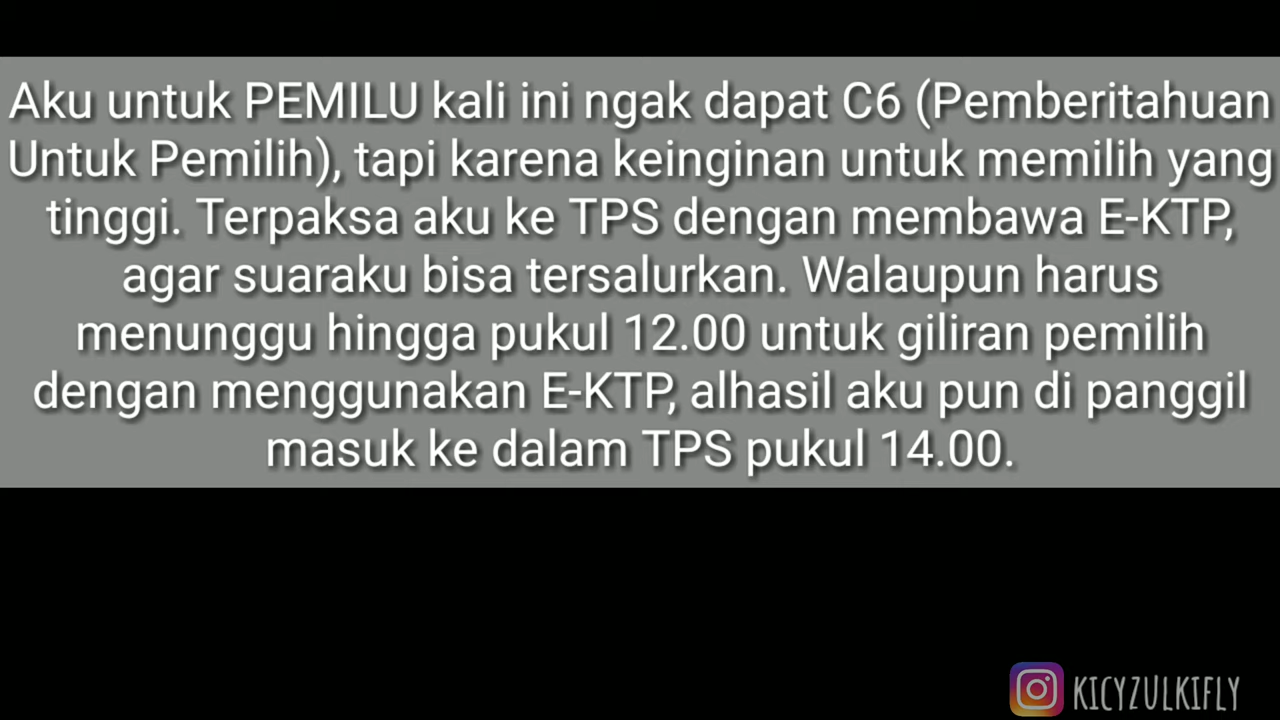 Aku untuk PEMILU kali ini ngak dapat C6 (Pemberitahuan
Untuk Pemilih), tapi karena keinginan untuk memilih yang
tinggi. Terpaksa aku ke TPS dengan membawa E-KTP,
agar suaraku bisa tersalurkan. Walaupun harus
menunggu hingga pukul 12.00 untuk giliran pemilih
dengan menggunakan E-KTP, alhasil aku pun di panggil
masuk ke dalam TPS pukul 14.00.
KICYZULKIFLY